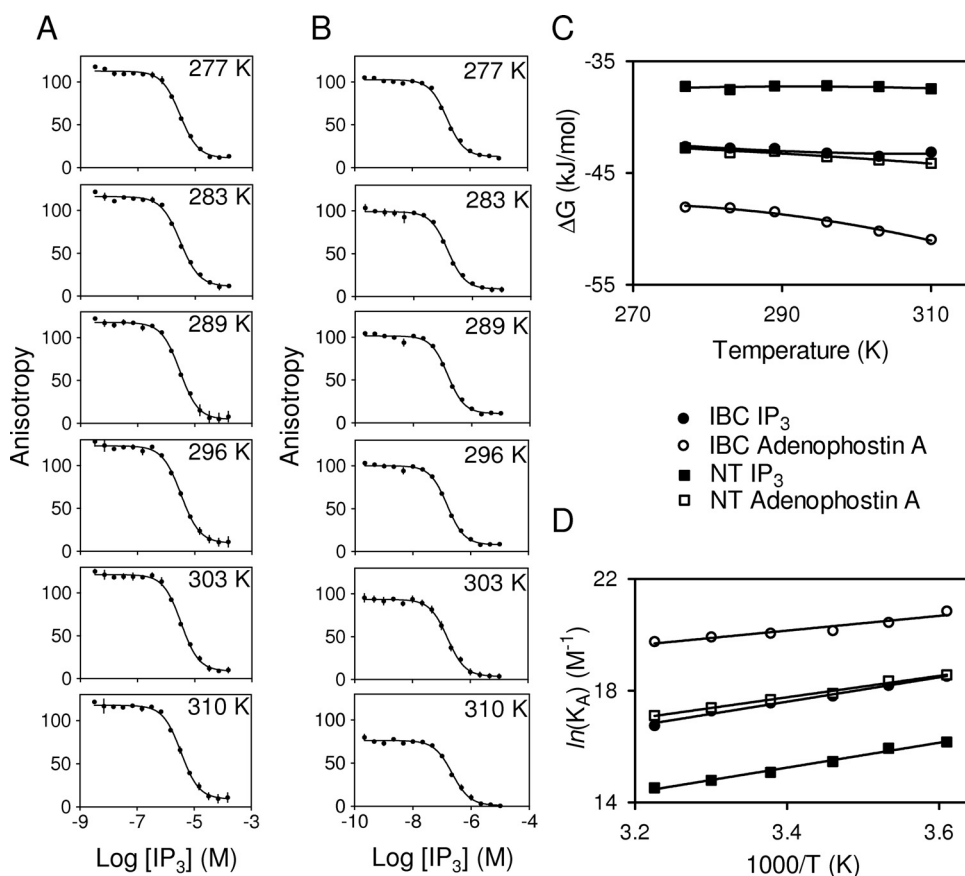 A
277 K
100
50
0
283 K
100
50
0
289 K
100
50
0
296 K
100
50
0
303 K
100
50
0
310 K
100
50
0
-9 -7 -5 -3
Log [IP3] (M)
Anisotropy
B
277 K
100
50
0
283 K
100
50
0
289 K
100
50
0
296 K
100
50
0
303 K
100
50
0
310 K
100
50
0
-10 -8 -6 -4
Log [IP3] (M)
Anisotropy
C
-35
-45
-55
ΔG (kJ/mol)
270 290 310
Temperature (K)
IBC IP3
IBC Adenophostin A
NT IP3
NT Adenophostin A
D
22
18
14
ln(KA) (M-1)
3.2 3.4 3.6
1000/T (K)